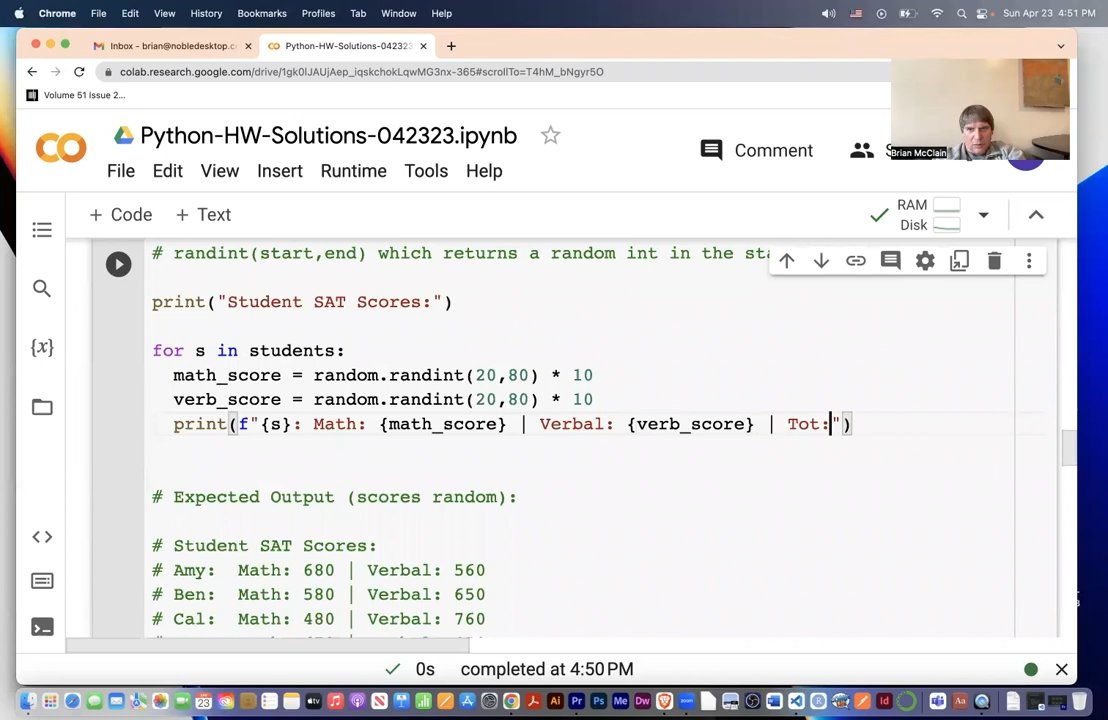 Chrome File Edit View History Bookmarks Profiles Tab Window Help Sun Apr 23 4:51 PM
Inbox - brian@nobledesktop.c Python-HW-Solutions-042323
colab.research.google.com/drive/1gk0lJAUjAep_iqskchokLqwMG3nx-365#scrollTo=T4hM_bNgyr5O
Volume 51 Issue 2...
Python-HW-Solutions-042323.ipynb
Comment
Brian McClain
File Edit View Insert Runtime Tools Help
+ Code + Text
RAM
Disk
# randint(start,end) which returns a random int in the sta
print("Student SAT Scores:")
for s in students:
math_score = random.randint(20,80) * 10
verb_score = random.randint(20,80) * 10
print(f"{s}: Math: {math_score} | Verbal: {verb_score} | Tot:")
# Expected Output (scores random):
# Student SAT Scores:
# Amy: Math: 680 | Verbal: 560
# Ben: Math: 580 | Verbal: 650
# Cal: Math: 480 | Verbal: 760
0s completed at 4:50 PM